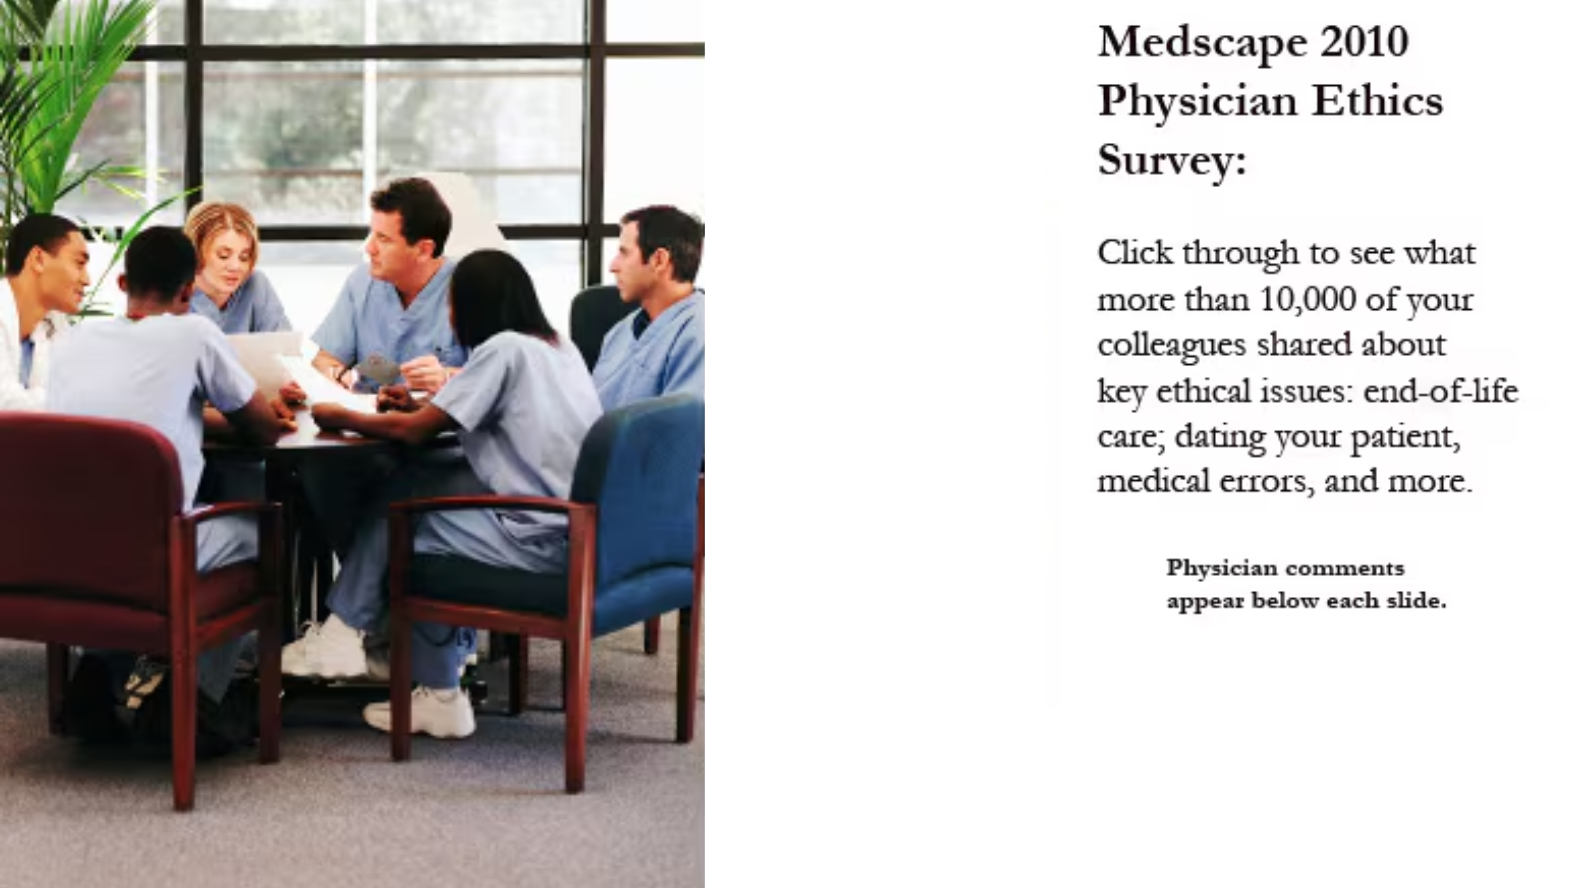 Medscape 2010
Physician Ethics
Survey:
Click through to see what
more than 10,000 of your
colleagues shared about
key ethical issues: end-of-life
care; dating your patient,
medical errors, and more.
Physician comments
appear below each slide.